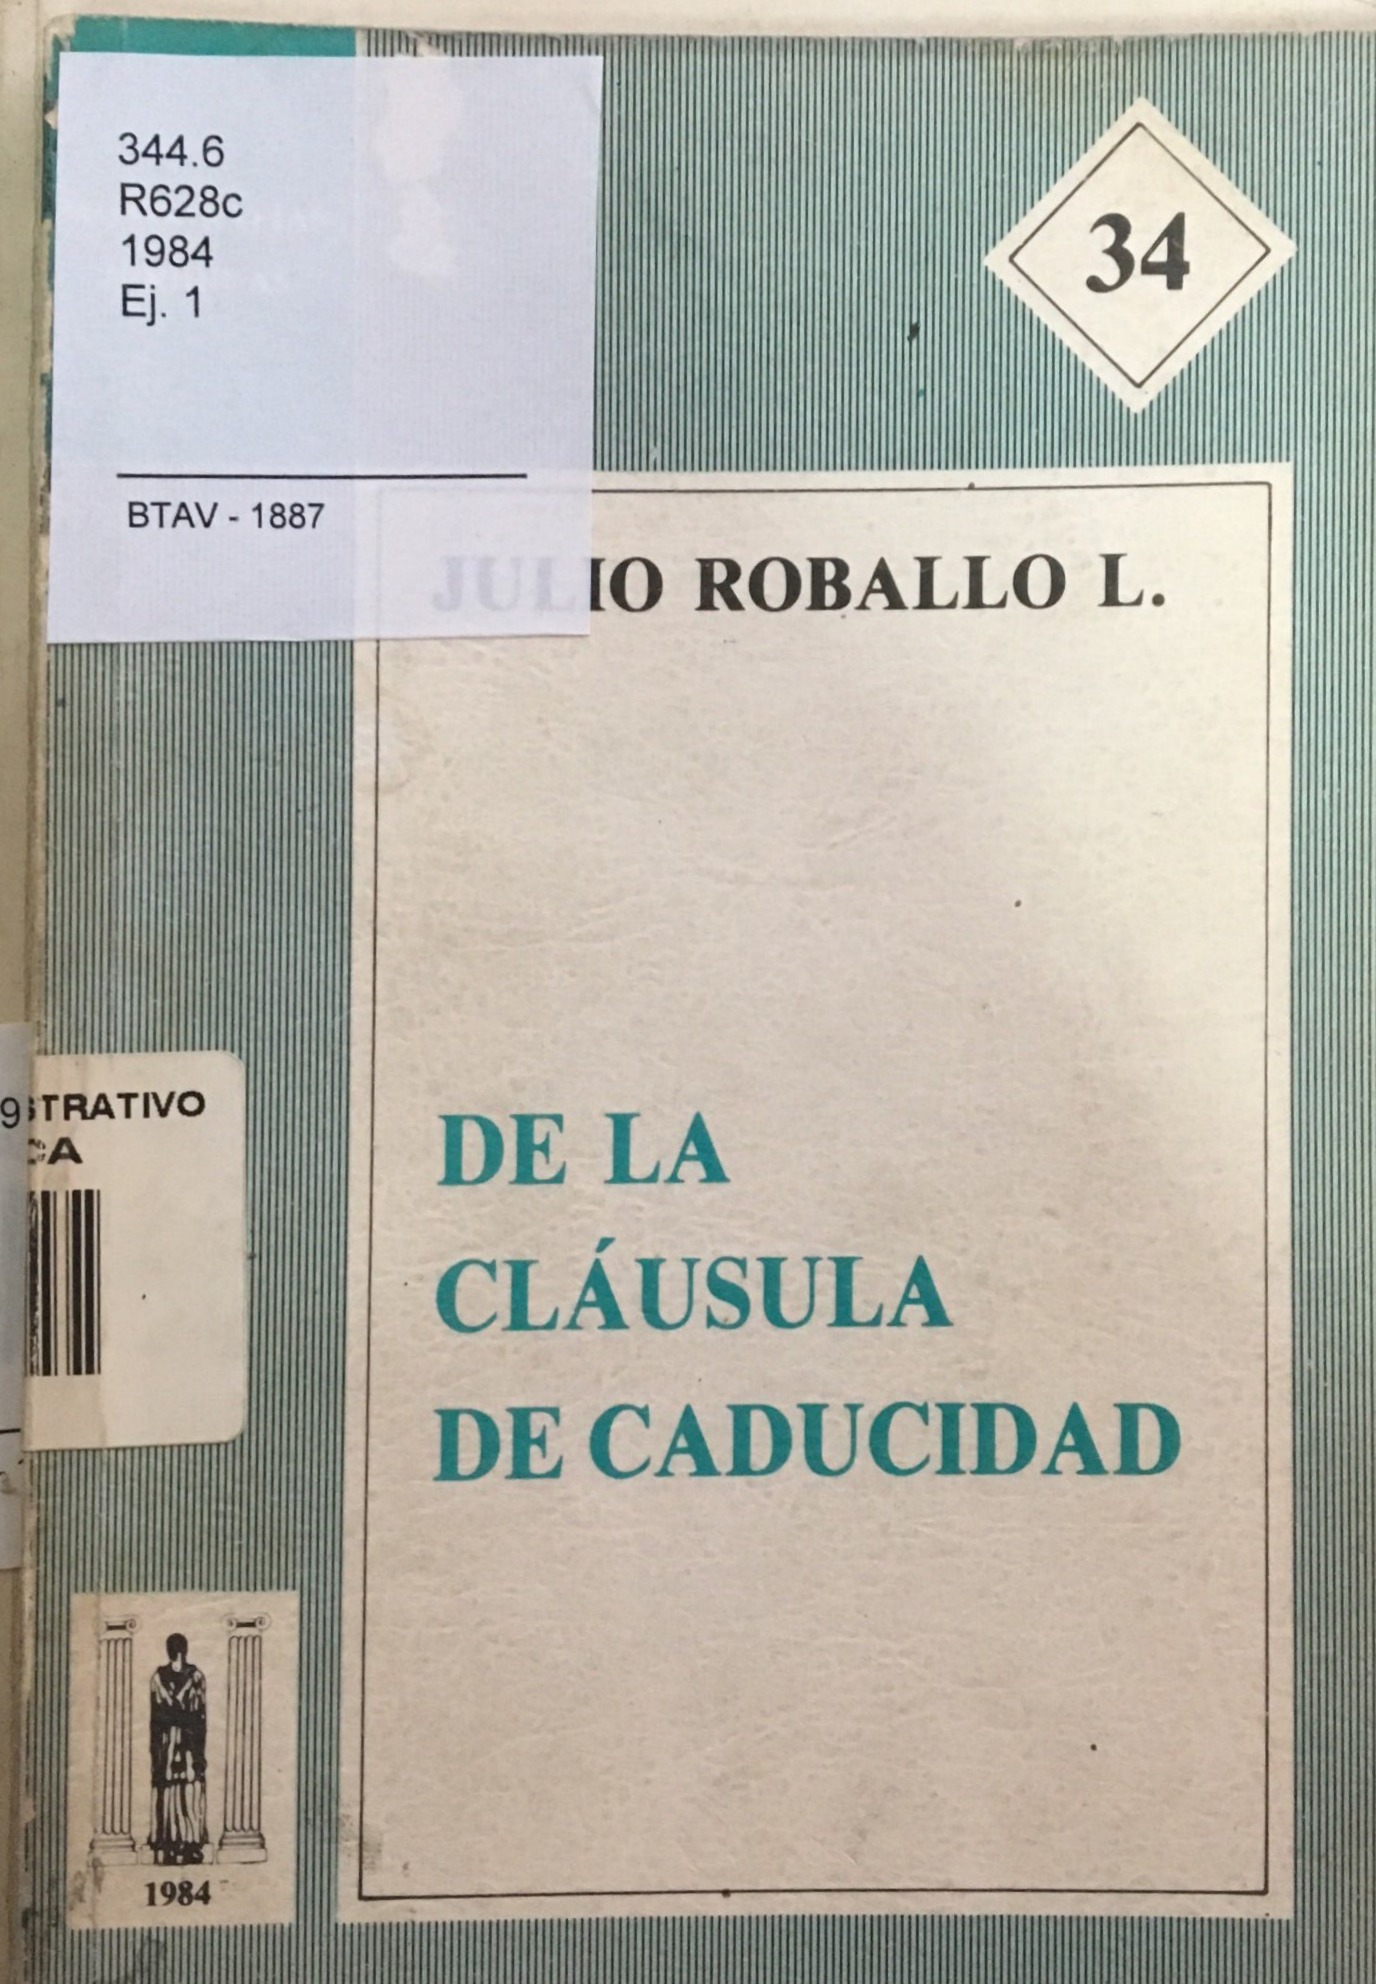 344.6
R628c
1984
Ej. 1
BTAV - 1887
34
JULIO ROBALLO L.
DE LA
CLÁUSULA
DE CADUCIDAD
9
STRATIVO
CA
1984